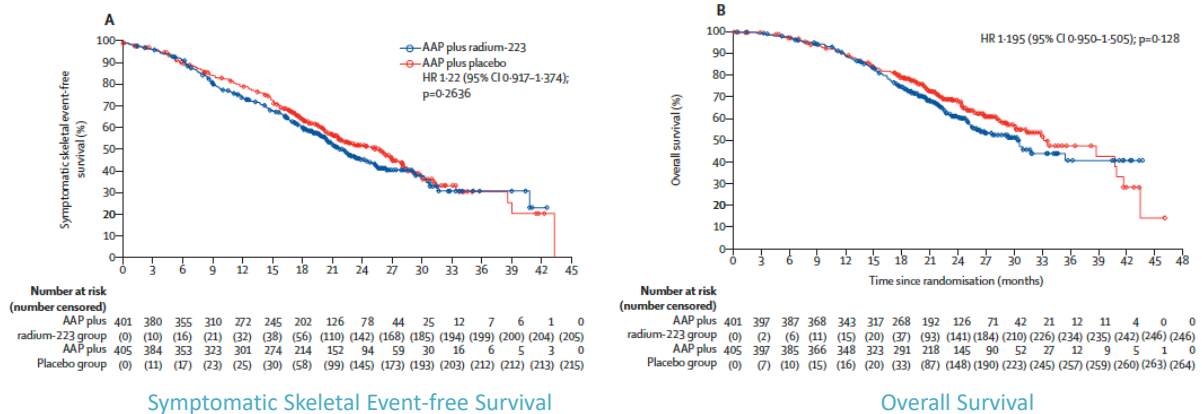 A
AAP plus radium-223
AAP plus placebo
HR 1·22 (95% CI 0·917–1·374);
p=0·2636
Symptomatic skeletal event-free
survival (%)
100
90
80
70
60
50
40
30
20
10
0
0 3 6 9 12 15 18 21 24 27 30 33 36 39 42 45
Number at risk
(number censored)
AAP plus 401 380 355 310 272 245 202 126 78 44 25 12 7 6 1 0
radium-223 group (0) (10) (16) (21) (32) (38) (56) (110) (142) (168) (185) (194) (199) (200) (204) (205)
AAP plus 405 384 353 323 301 274 214 152 94 59 30 16 6 5 3 0
Placebo group (0) (11) (17) (23) (25) (30) (58) (99) (145) (173) (193) (203) (212) (212) (213) (215)
Symptomatic Skeletal Event-free Survival
B
HR 1·195 (95% CI 0·950–1·505); p=0·128
Overall survival (%)
100
90
80
70
60
50
40
30
20
10
0
0 3 6 9 12 15 18 21 24 27 30 33 36 39 42 45 48
Time since randomisation (months)
Number at risk
(number censored)
AAP plus 401 397 387 368 343 317 268 192 126 71 42 21 12 11 4 0 0
radium-223 group (0) (2) (6) (11) (15) (20) (37) (93) (141) (184) (210) (226) (234) (235) (242) (246) (246)
AAP plus 405 397 385 366 348 323 291 218 145 90 52 27 12 9 5 1 0
Placebo group (0) (7) (10) (15) (16) (20) (33) (87) (148) (190) (223) (245) (257) (259) (260) (263) (264)
Overall Survival